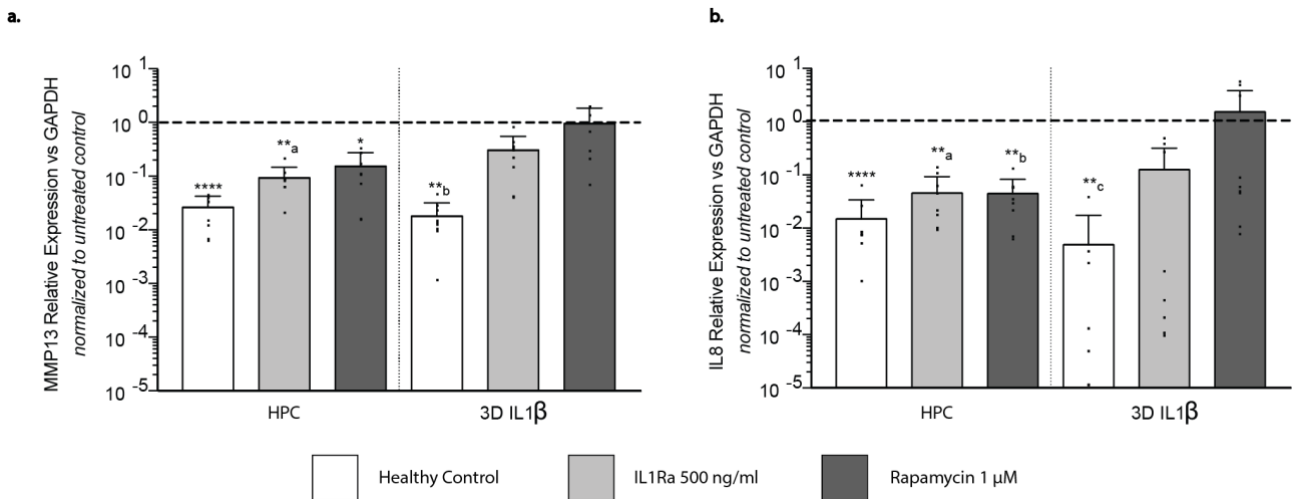 a.
MMP13 Relative Expression vs GAPDH
normalized to untreated control
10 1
10 0
10 -1
10 -2
10 -3
10 -4
10 -5
****
**a
*
**b
HPC
3D IL1β
b.
IL8 Relative Expression vs GAPDH
normalized to untreated control
10 1
10 0
10 -1
10 -2
10 -3
10 -4
10 -5
****
**a
**b
**c
HPC
3D IL1β
Healthy Control
IL1Ra 500 ng/ml
Rapamycin 1 μM